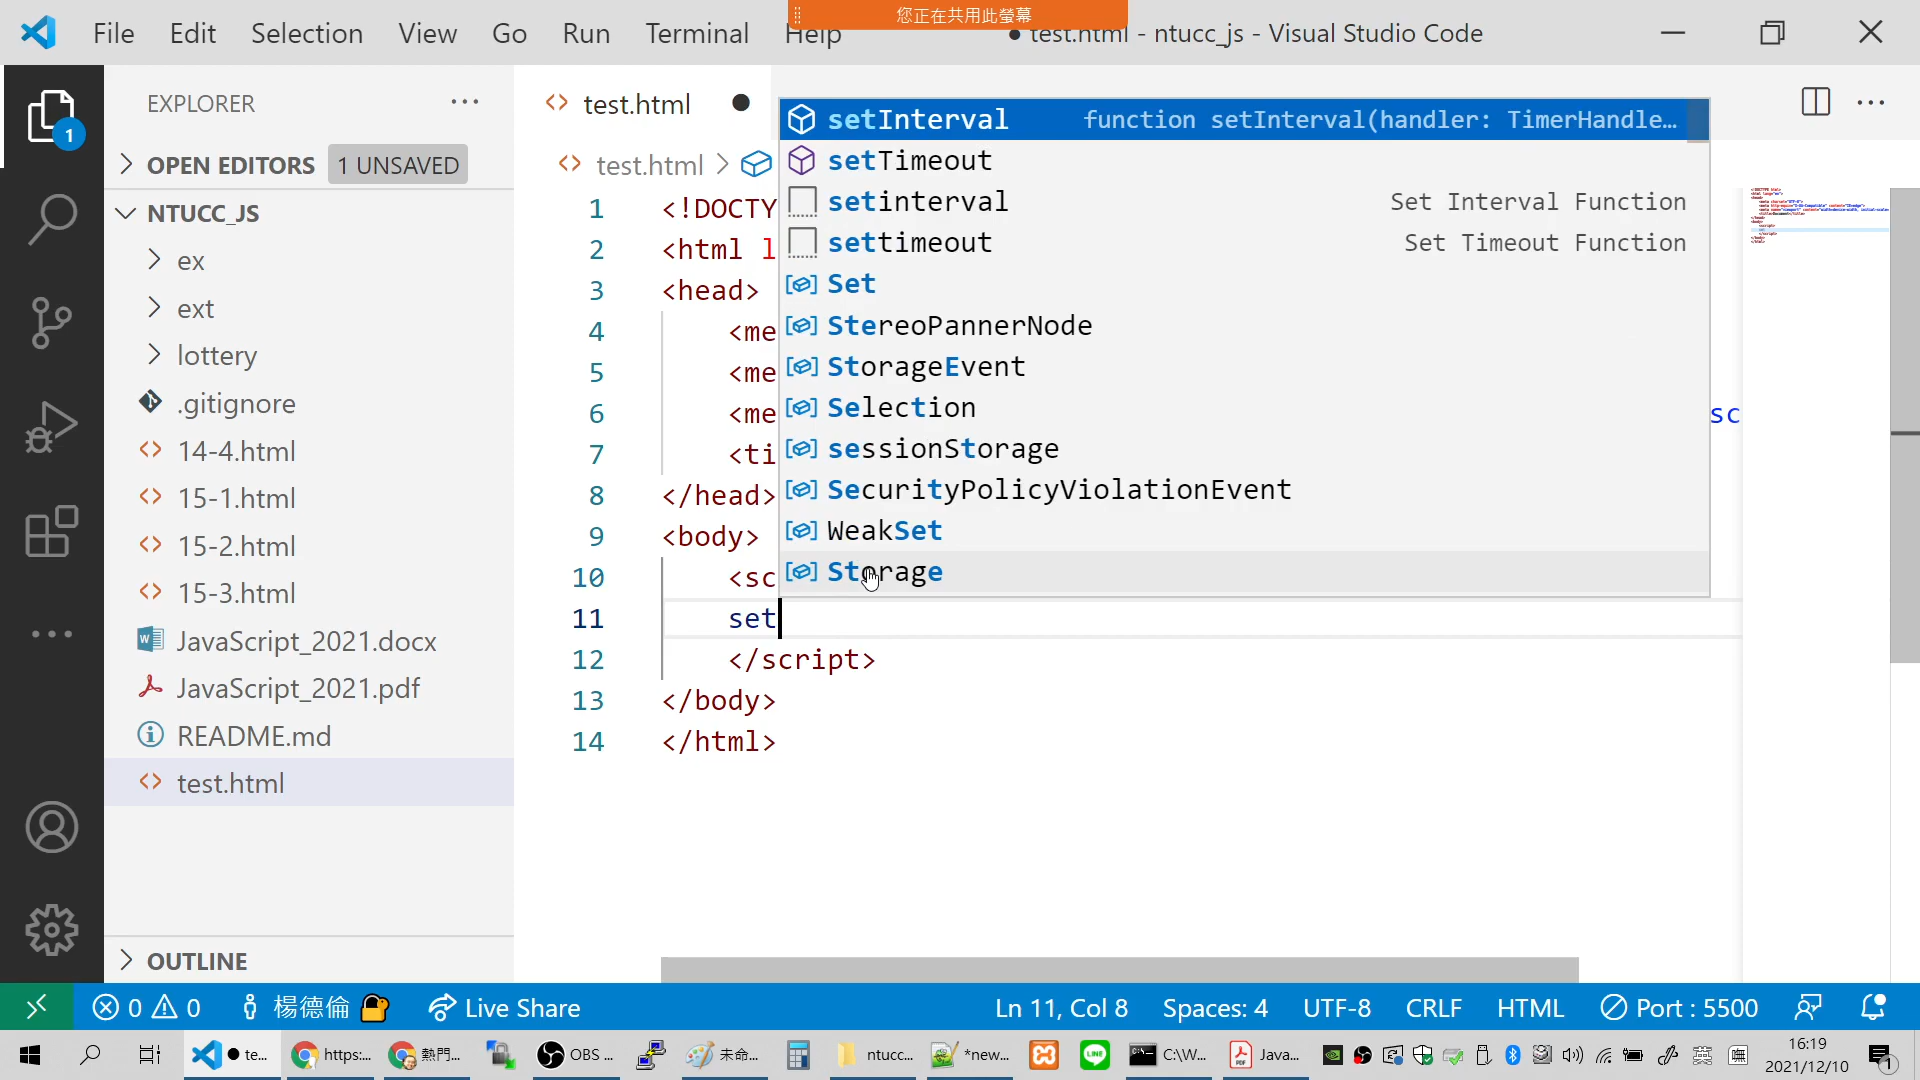 File Edit Selection View Go Run Terminal Help
您正在共用此螢幕
● test.html - ntucc_js - Visual Studio Code
EXPLORER
1
OPEN EDITORS 1 UNSAVED
NTUCC_JS
ex
ext
lottery
.gitignore
14-4.html
15-1.html
15-2.html
15-3.html
JavaScript_2021.docx
JavaScript_2021.pdf
README.md
test.html
OUTLINE
test.html
test.html
1 <!DOCTY
2 <html l
3 <head>
4 <me
5 <me
6 <me sc
7 <ti
8 </head>
9 <body>
10 <sc
11 set
12 </script>
13 </body>
14 </html>
setInterval function setInterval(handler: TimerHandle…
setTimeout
setinterval Set Interval Function
settimeout Set Timeout Function
Set
StereoPannerNode
StorageEvent
Selection
sessionStorage
SecurityPolicyViolationEvent
WeakSet
Storage
0 0 楊德倫 Live Share Ln 11, Col 8 Spaces: 4 UTF-8 CRLF HTML Port : 5500
● te... https:... 熱門... OBS ... 未命... ntucc... *new... LINE C:\W... Java... 英 16:19
2021/12/10
1